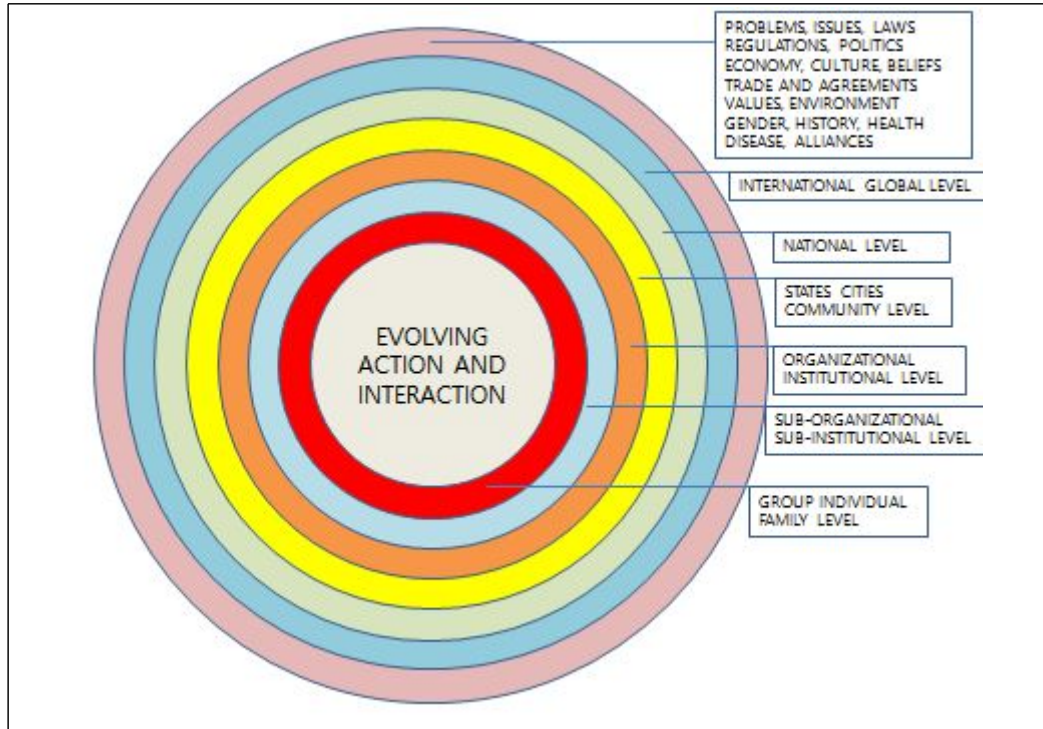 PROBLEMS, ISSUES, LAWS
REGULATIONS, POLITICS
ECONOMY, CULTURE, BELIEFS
TRADE AND AGREEMENTS
VALUES, ENVIRONMENT
GENDER, HISTORY, HEALTH
DISEASE, ALLIANCES
INTERNATIONAL GLOBAL LEVEL
NATIONAL LEVEL
STATES CITIES
COMMUNITY LEVEL
ORGANIZATIONAL
INSTITUTIONAL LEVEL
SUB-ORGANIZATIONAL
SUB-INSTITUTIONAL LEVEL
GROUP INDIVIDUAL
FAMILY LEVEL
EVOLVING
ACTION AND
INTERACTION